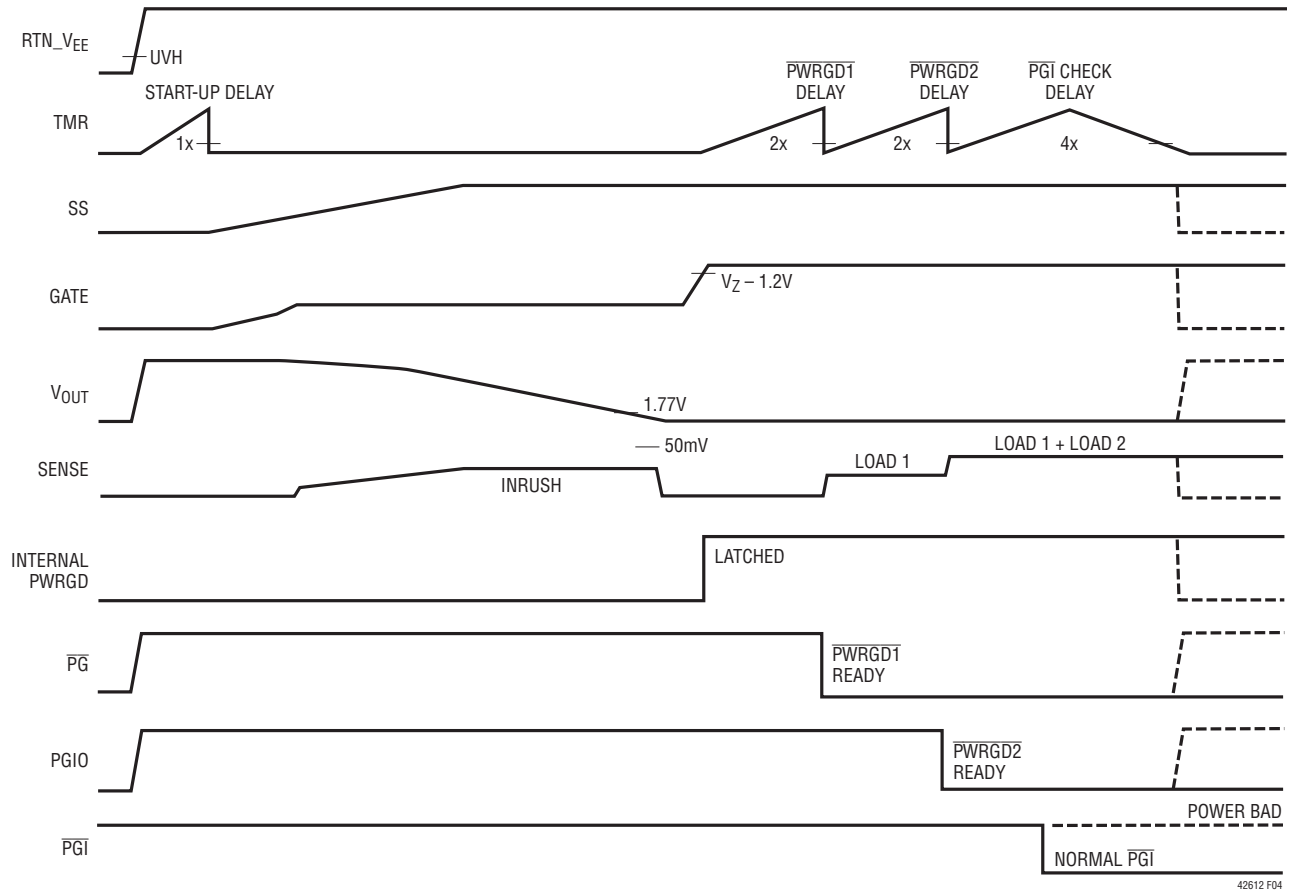 RTN_VEE
UVH
START-UP DELAY
PWRGD1
DELAY
PWRGD2
DELAY
PGI CHECK
DELAY
TMR
1x
2x
2x
4x
SS
GATE
VZ – 1.2V
VOUT
1.77V
50mV
SENSE
INRUSH
LOAD 1
LOAD 1 + LOAD 2
INTERNAL
PWRGD
LATCHED
PG
PWRGD1
READY
PGIO
PWRGD2
READY
POWER BAD
PGI
NORMAL PGI
42612 F04